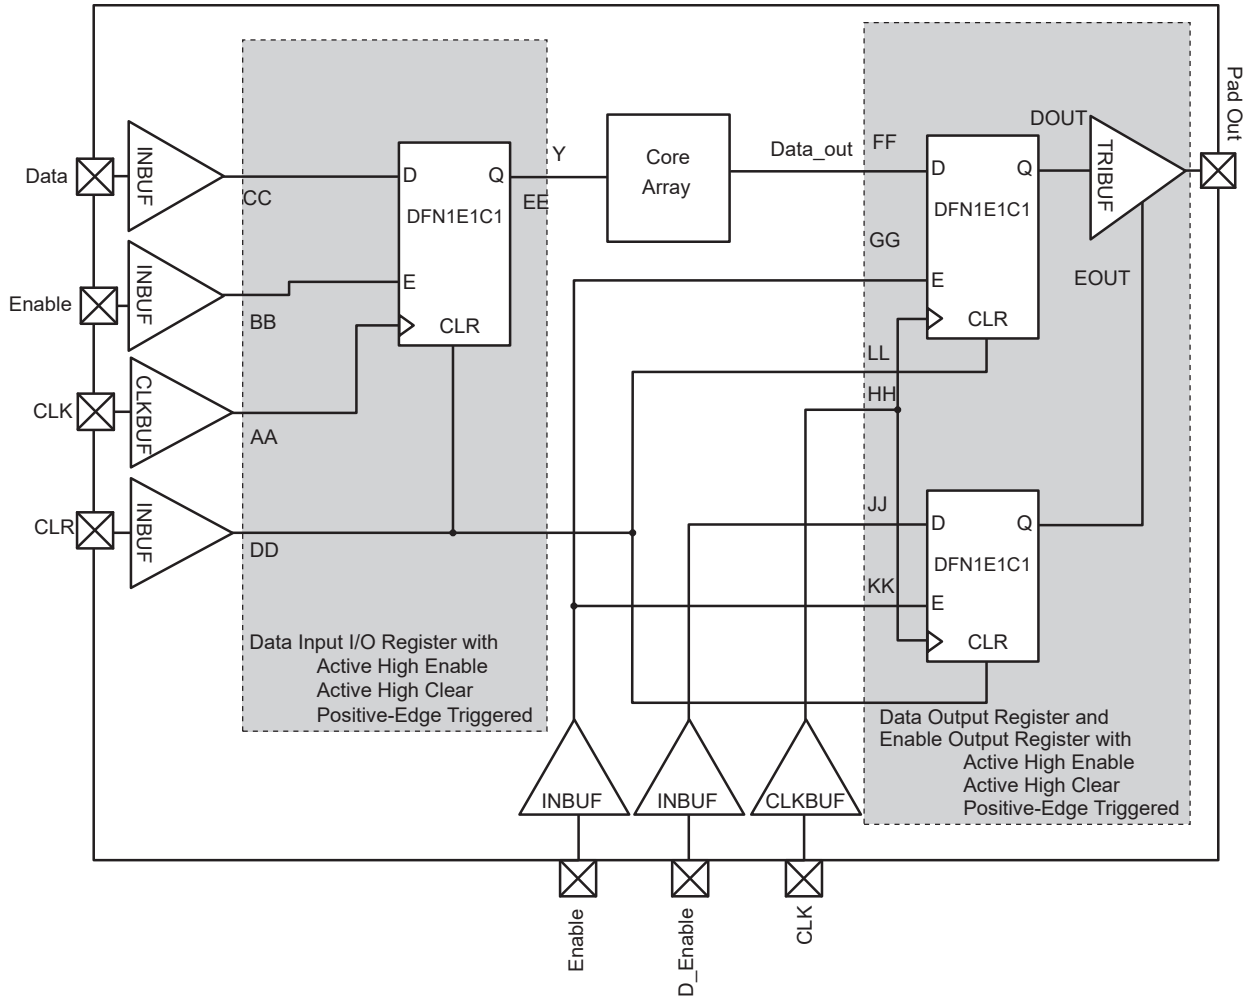 Pad Out
DOUT
TRIBUF
FF
Data_out
Core
Array
Y
INBUF
Data
CC
D
Q
EE
DFN1E1C1
D
Q
DFN1E1C1
GG
EOUT
INBUF
Enable
BB
E
CLR
E
CLR
LL
HH
CLKBUF
CLK
AA
INBUF
CLR
DD
JJ
D
Q
DFN1E1C1
KK
E
CLR
Data Input I/O Register with
Active High Enable
Active High Clear
Positive-Edge Triggered
Data Output Register and
Enable Output Register with
Active High Enable
Active High Clear
Positive-Edge Triggered
INBUF
INBUF
CLKBUF
Enable
D_Enable
CLK